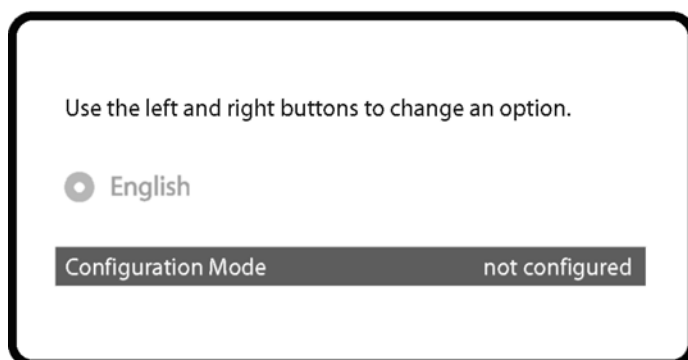 Use the left and right buttons to change an option.
English
Configuration Mode not configured